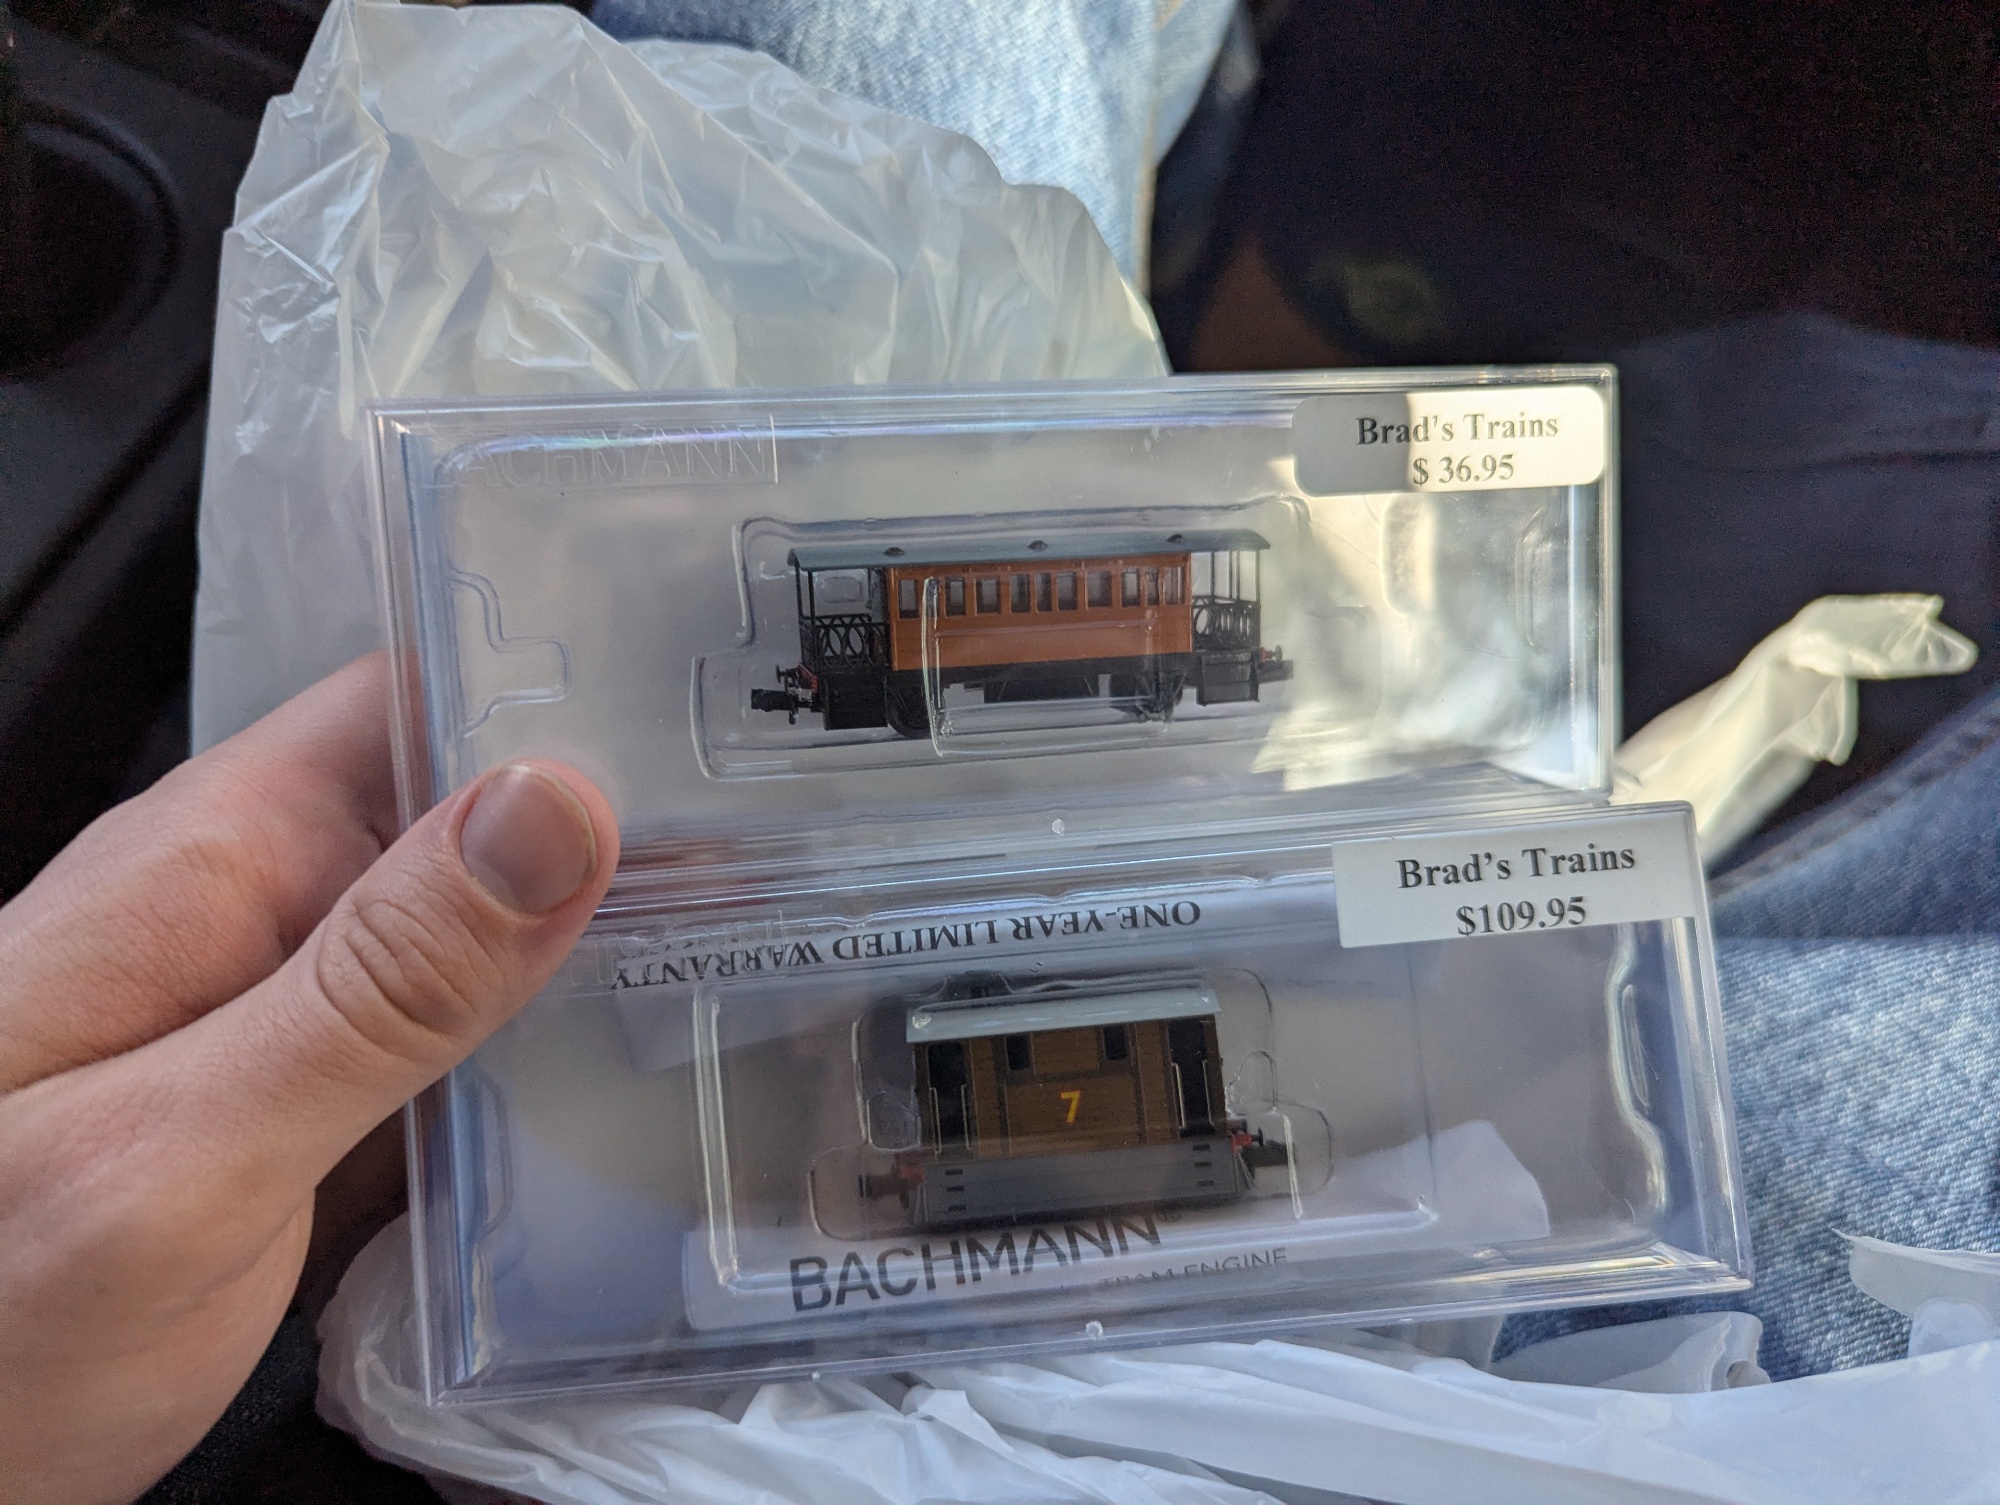 BACHMANN
Brad's Trains
$ 36.95
Brad's Trains
$109.95
ONE-YEAR LIMITED WARRANTY
7
BACHMANN®
TRAM ENGINE